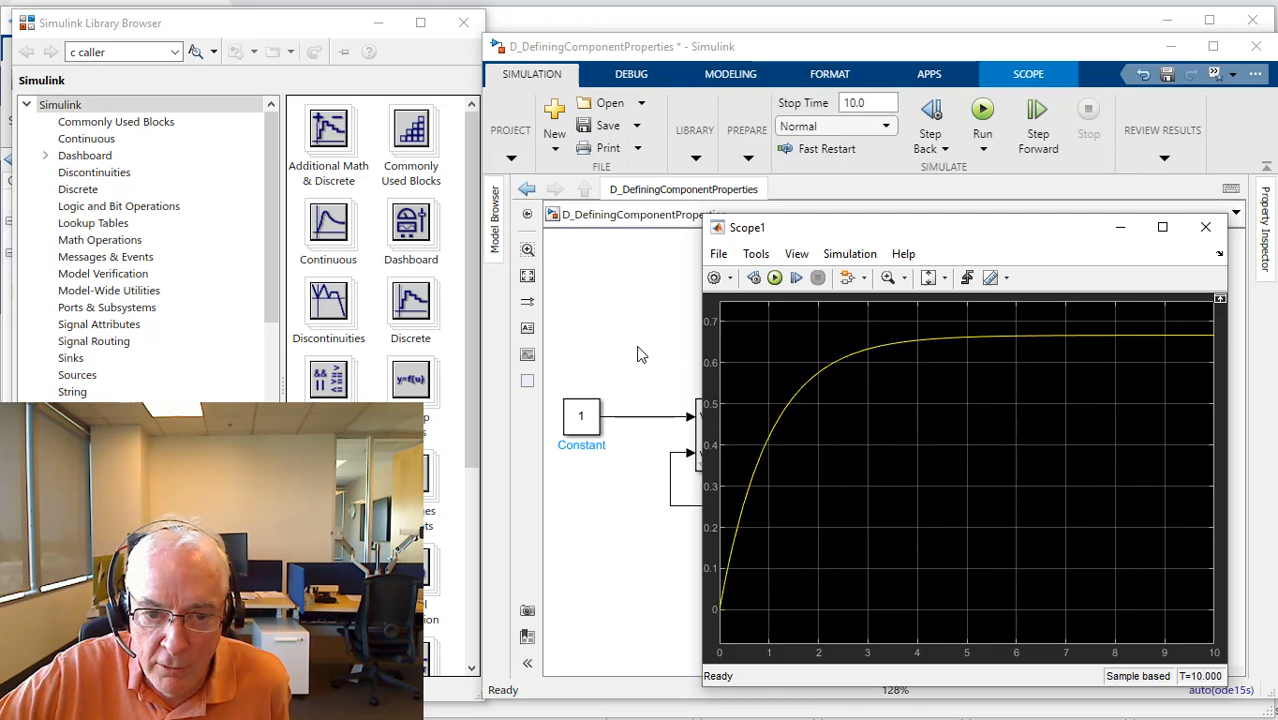 Simulink Library Browser
c caller
Simulink
Simulink
Commonly Used Blocks
Continuous
Dashboard
Discontinuities
Discrete
Logic and Bit Operations
Lookup Tables
Math Operations
Messages & Events
Model Verification
Model-Wide Utilities
Ports & Subsystems
Signal Attributes
Signal Routing
Sinks
Sources
String
Additional Math
& Discrete
Commonly
Used Blocks
Continuous
Dashboard
Discontinuities
Discrete
y=f(u)
D_DefiningComponentProperties * - Simulink
SIMULATION
DEBUG
MODELING
FORMAT
APPS
SCOPE
PROJECT
New
Open
Save
Print
FILE
LIBRARY
PREPARE
Stop Time
10.0
Normal
Fast Restart
Step
Back
Run
Step
Forward
Stop
SIMULATE
REVIEW RESULTS
D_DefiningComponentProperties
D_DefiningComponentProperties
Model Browser
Property Inspector
1
Constant
Scope1
File
Tools
View
Simulation
Help
0.7
0.6
0.5
0.4
0.3
0.2
0.1
0
0 1 2 3 4 5 6 7 8 9 10
Ready
Sample based
T=10.000
Ready
128%
auto(ode15s)